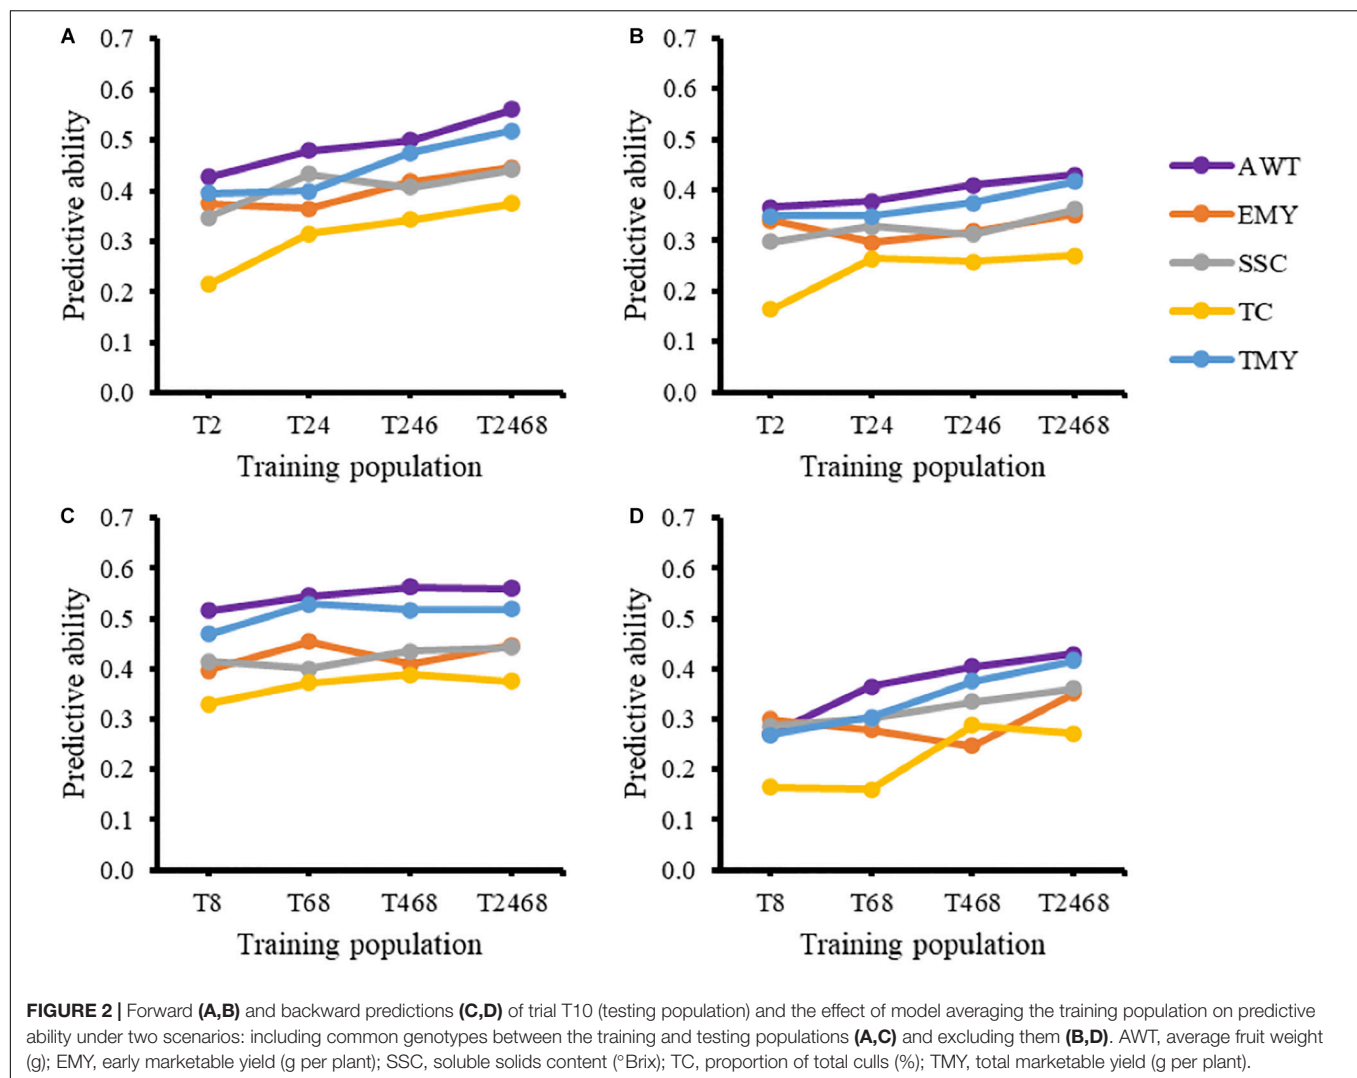 A
0.7
0.6
0.5
0.4
0.3
0.2
0.1
0.0
Predictive ability
T2 T24 T246 T2468
Training population
B
0.7
0.6
0.5
0.4
0.3
0.2
0.1
0.0
Predictive ability
T2 T24 T246 T2468
Training population
AWT
EMY
SSC
TC
TMY
C
0.7
0.6
0.5
0.4
0.3
0.2
0.1
0.0
Predictive ability
T8 T68 T468 T2468
Training population
D
0.7
0.6
0.5
0.4
0.3
0.2
0.1
0.0
Predictive ability
T8 T68 T468 T2468
Training population
FIGURE 2 | Forward (A,B) and backward predictions (C,D) of trial T10 (testing population) and the effect of model averaging the training population on predictive
ability under two scenarios: including common genotypes between the training and testing populations (A,C) and excluding them (B,D). AWT, average fruit weight
(g); EMY, early marketable yield (g per plant); SSC, soluble solids content (°Brix); TC, proportion of total culls (%); TMY, total marketable yield (g per plant).